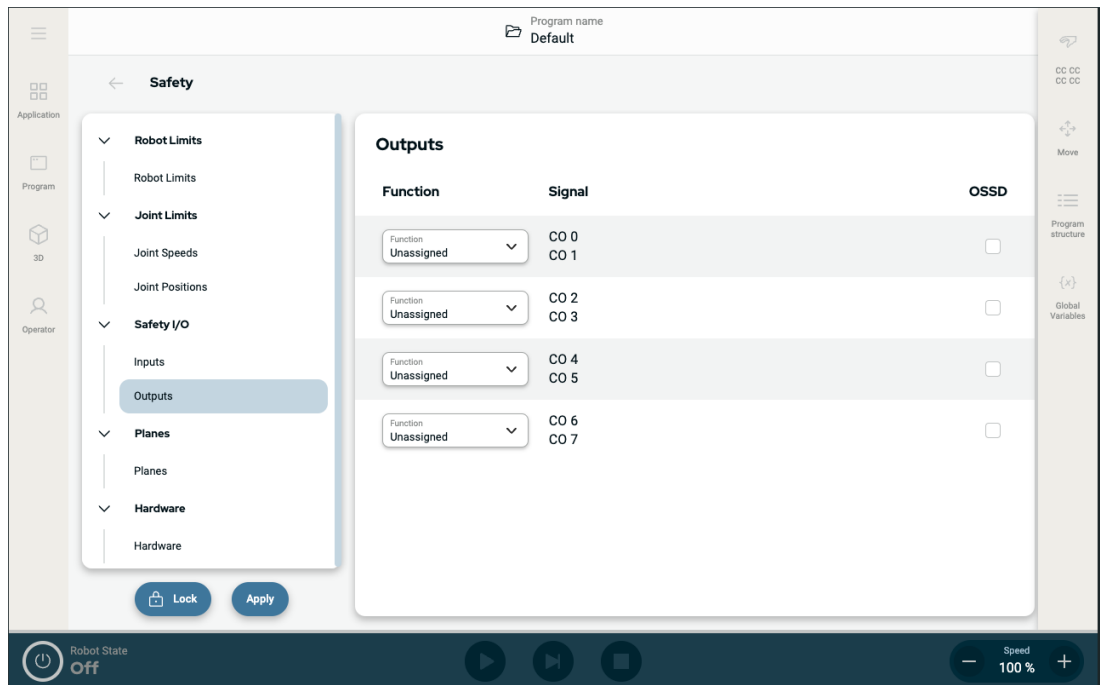 Program name
Default
Application
Program
3D
Operator
Safety
Robot Limits
Robot Limits
Joint Limits
Joint Speeds
Joint Positions
Safety I/O
Inputs
Outputs
Planes
Planes
Hardware
Hardware
Lock
Apply
Outputs
Function
Signal
OSSD
Function
Unassigned
CO 0
CO 1
Function
Unassigned
CO 2
CO 3
Function
Unassigned
CO 4
CO 5
Function
Unassigned
CO 6
CO 7
CC CC
CC CC
Move
Program
structure
{x}
Global
Variables
Robot State
Off
Speed
100 %